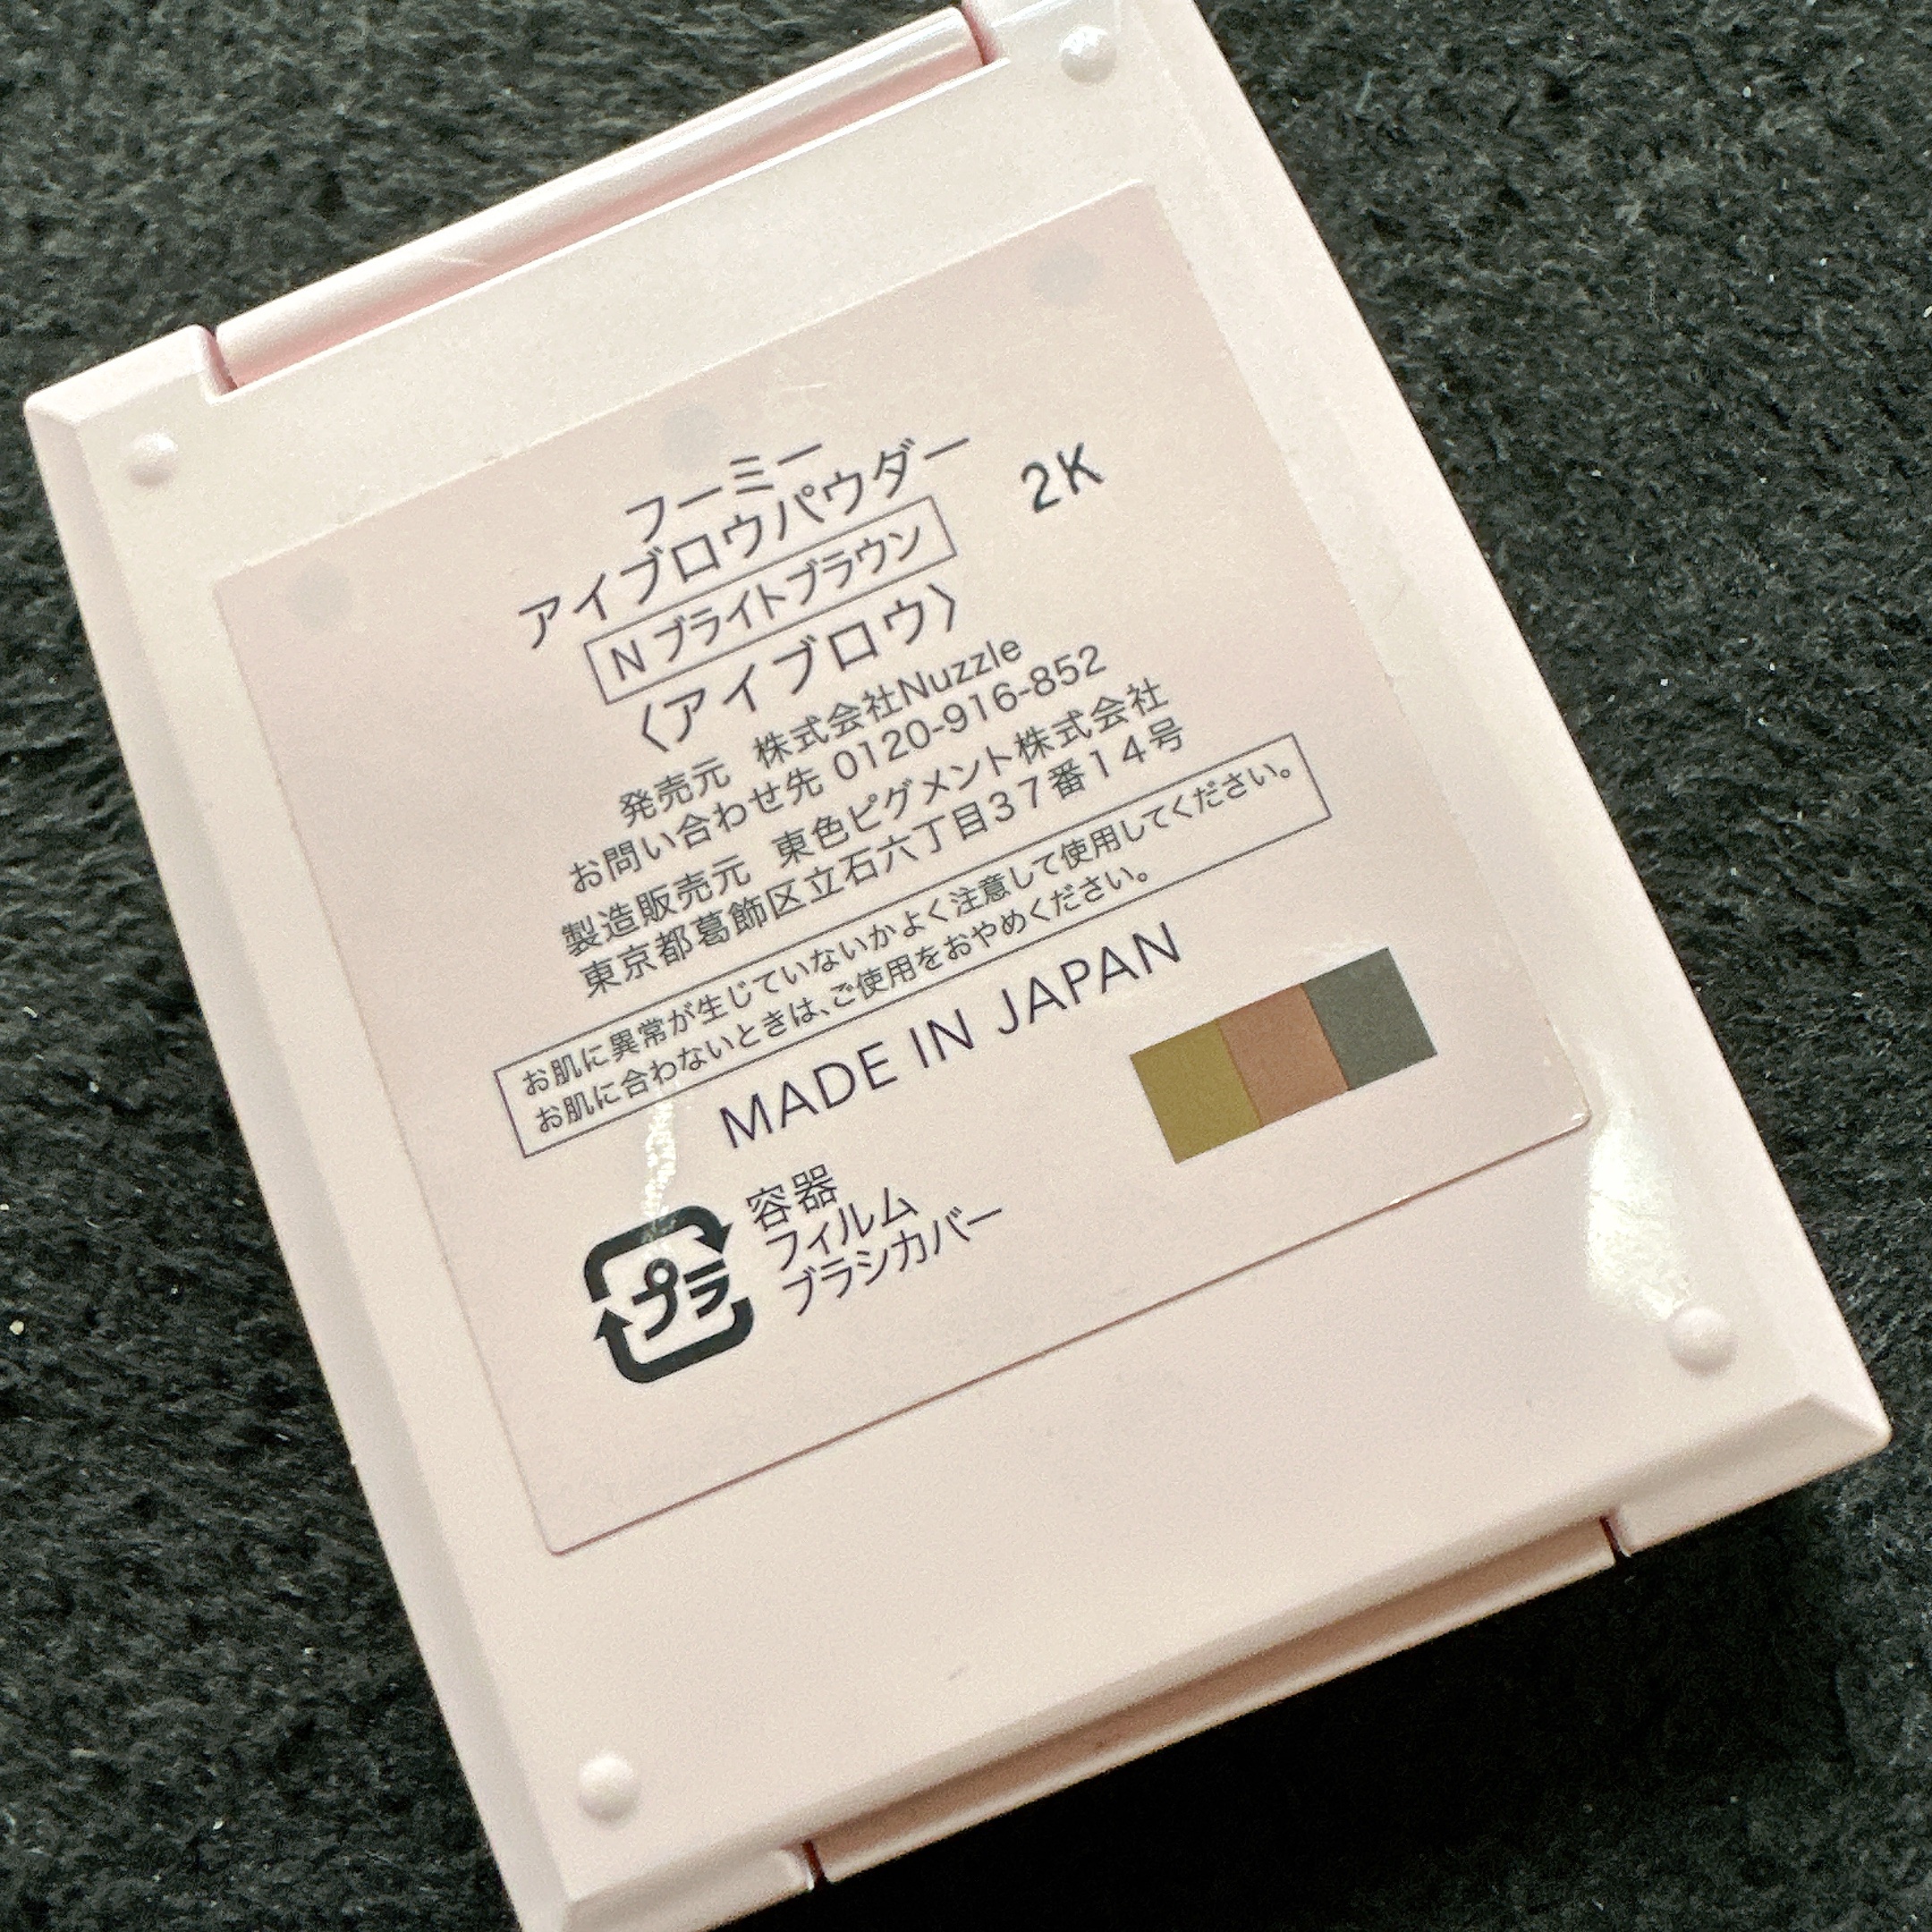 フーミー
アイブロウパウダー
2K
N ブライトブラウン
〈アイブロウ〉
発売元 株式会社Nuzzle
お問い合わせ先 0120-916-852
製造販売元 東色ピグメント株式会社
東京都葛飾区立石六丁目37番14号
お肌に異常が生じていないかよく注意して使用してください。
お肌に合わないときは、ご使用をおやめください。
MADE IN JAPAN
プラ
容器
フィルム
ブラシカバー